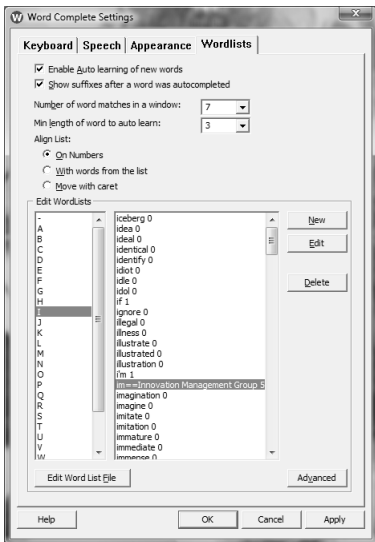 Word Complete Settings
Keyboard Speech Appearance Wordlists
Enable Auto learning of new words
Show suffixes after a word was autocompleted
Number of word matches in a window: 7
Min length of word to auto learn: 3
Align List:
On Numbers
With words from the list
Move with caret
Edit WordLists
-
A
B
C
D
E
F
G
H
I
J
K
L
M
N
O
P
Q
R
S
T
U
V
W
iceberg 0
idea 0
ideal 0
identical 0
identify 0
idiot 0
idle 0
idol 0
if 1
ignore 0
illegal 0
illness 0
illustrate 0
illustrated 0
illustration 0
i'm 1
im==Innovation Management Group 5
imagination 0
imagine 0
imitate 0
imitation 0
immature 0
immediate 0
immense 0
New
Edit
Delete
Edit Word List File
Advanced
Help OK Cancel Apply